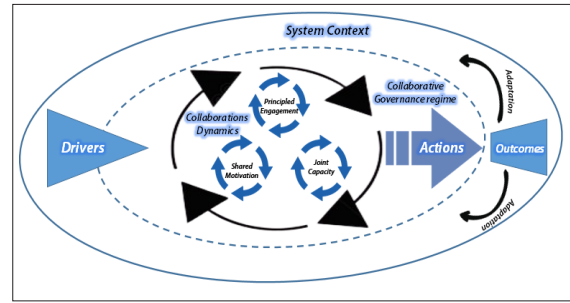 System Context
Adaptation
Collaborative
Governance regime
Principled
Engagement
Collaborations
Dynamics
Drivers
Shared
Motivation
Joint
Capacity
Actions
Outcomes
Adaptation